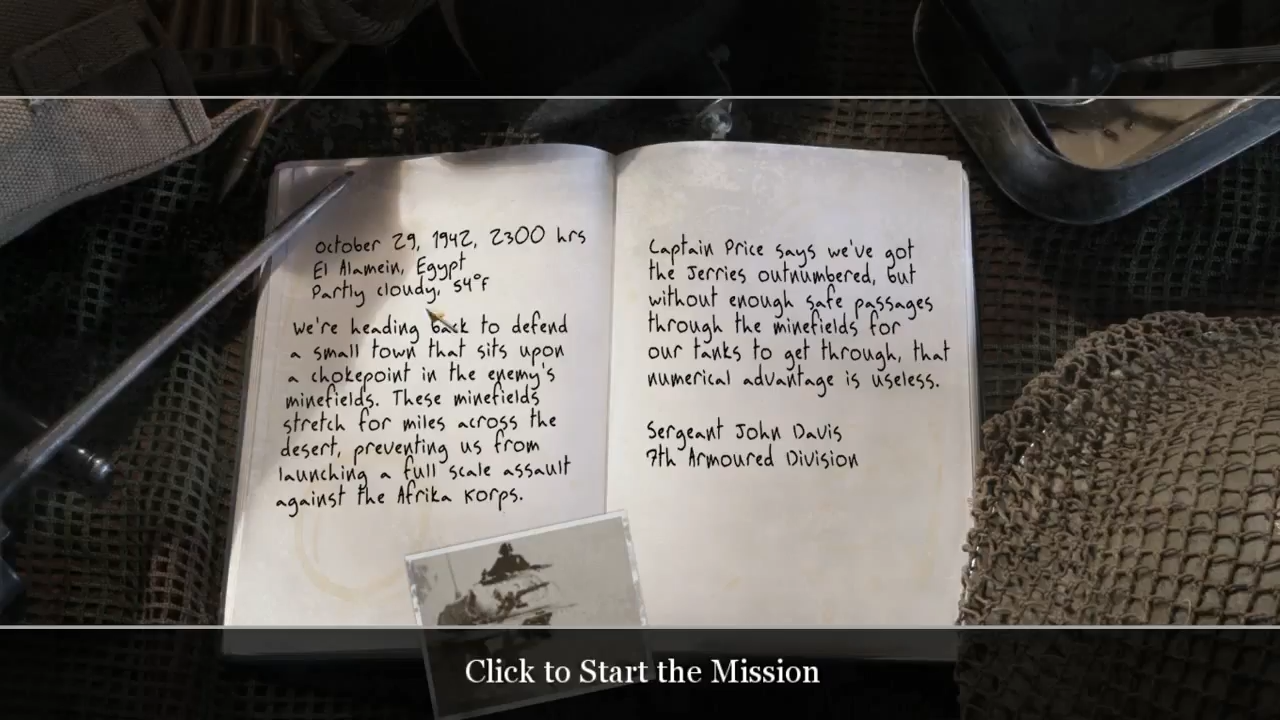 October 29, 1942, 2300 hrs
El Alamein, Egypt
Partly cloudy, 54°F
We're heading back to defend
a small town that sits upon
a chokepoint in the enemy's
minefields. These minefields
stretch for miles across the
desert, preventing us from
launching a full scale assault
against the Afrika Korps.
Captain Price says we've got
the Jerries outnumbered, but
without enough safe passages
through the minefields for
our tanks to get through, that
numerical advantage is useless.
Sergeant John Davis
7th Armoured Division
Click to Start the Mission